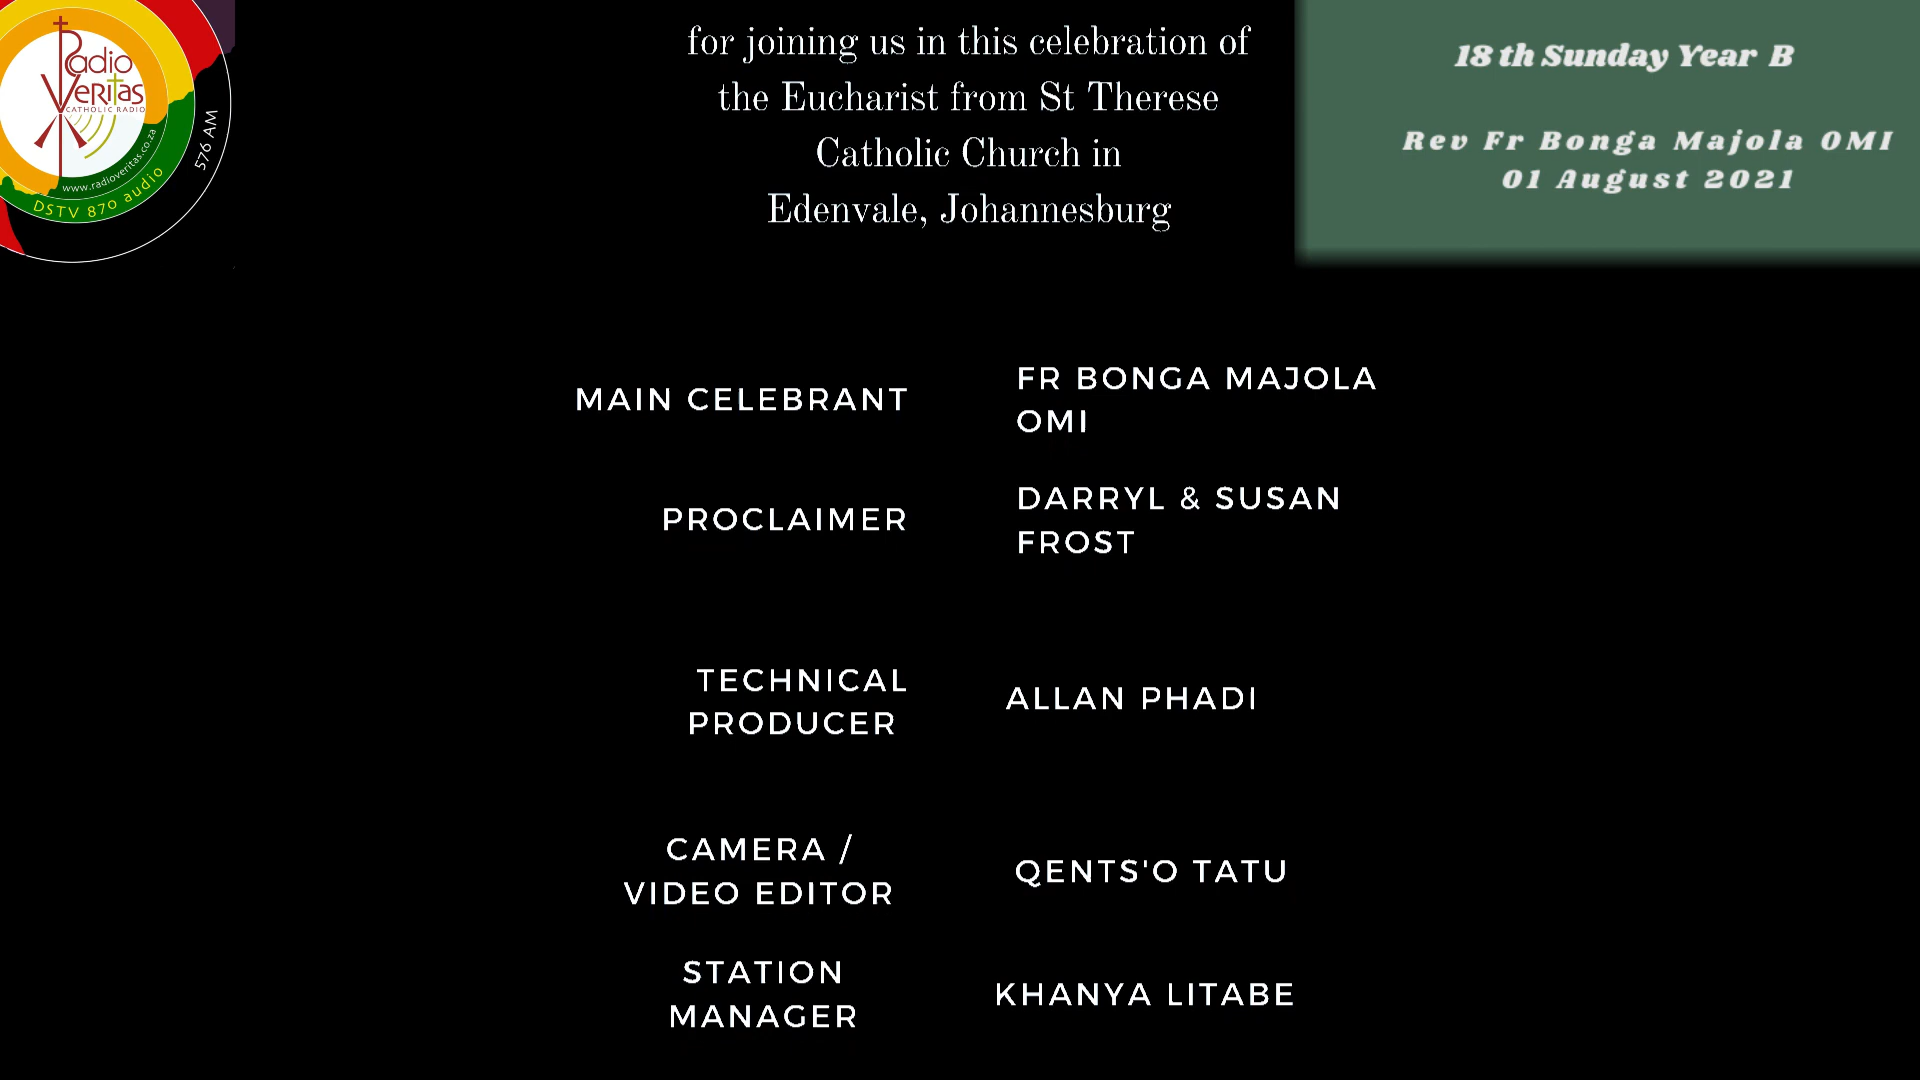 Radio
Veritas
CATHOLIC RADIO
www.radioveritas.co.za
DSTV 870 audio
576 AM
for joining us in this celebration of
the Eucharist from St Therese
Catholic Church in
Edenvale, Johannesburg
18 th Sunday Year B
Rev Fr Bonga Majola OMI
01 August 2021
MAIN CELEBRANT
FR BONGA MAJOLA
OMI
PROCLAIMER
DARRYL & SUSAN
FROST
TECHNICAL
PRODUCER
ALLAN PHADI
CAMERA /
VIDEO EDITOR
QENTS'O TATU
STATION
MANAGER
KHANYA LITABE